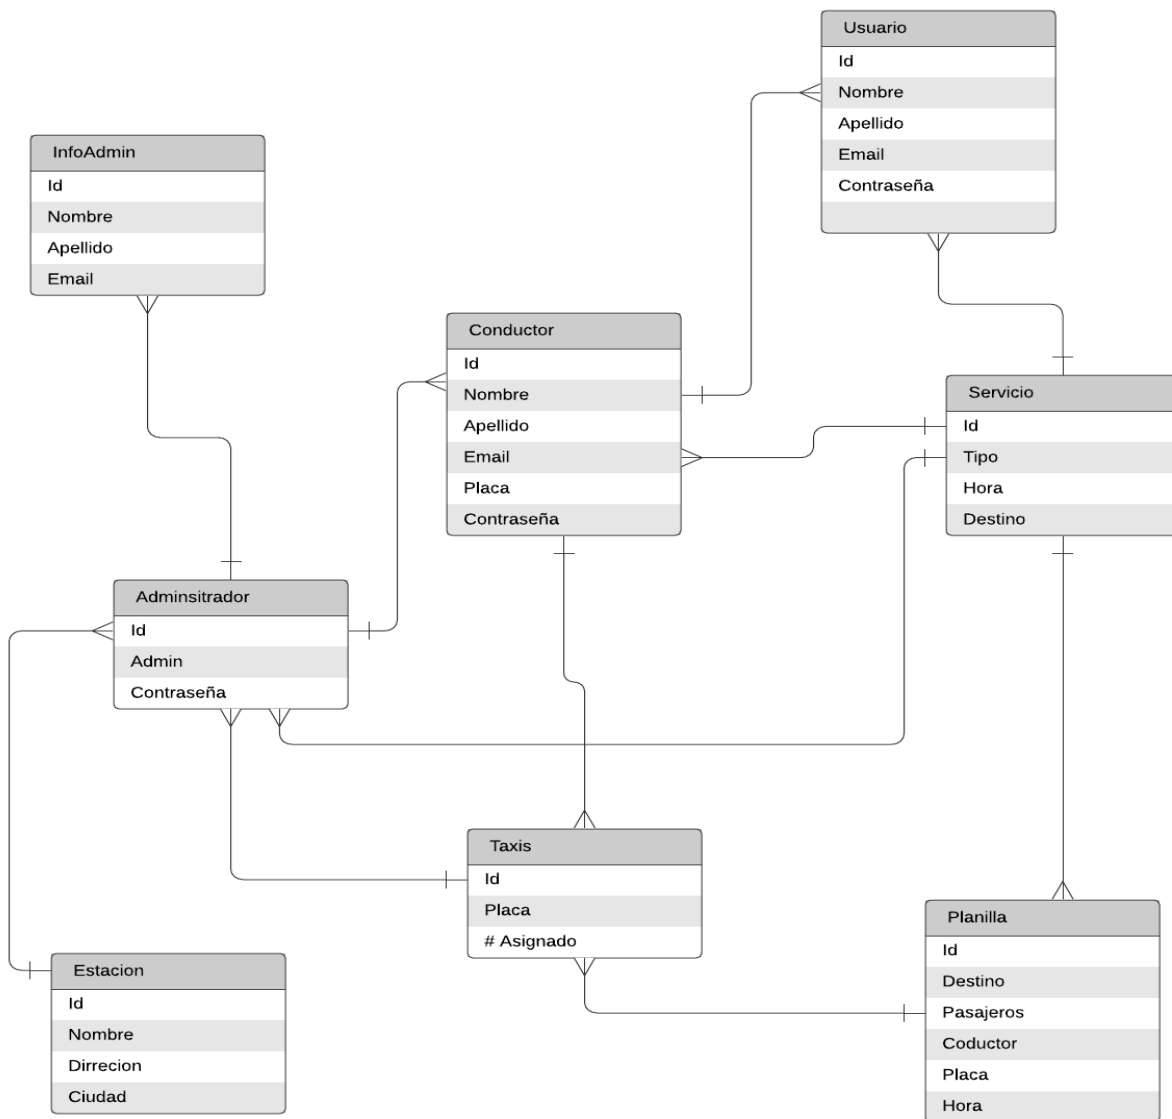 Usuario
Id
Nombre
Apellido
Email
Contraseña
InfoAdmin
Id
Nombre
Apellido
Email
Conductor
Id
Nombre
Apellido
Email
Placa
Contraseña
Servicio
Id
Tipo
Hora
Destino
Adminsitrador
Id
Admin
Contraseña
Taxis
Id
Placa
# Asignado
Planilla
Id
Destino
Pasajeros
Coductor
Placa
Hora
Estacion
Id
Nombre
Dirrecion
Ciudad